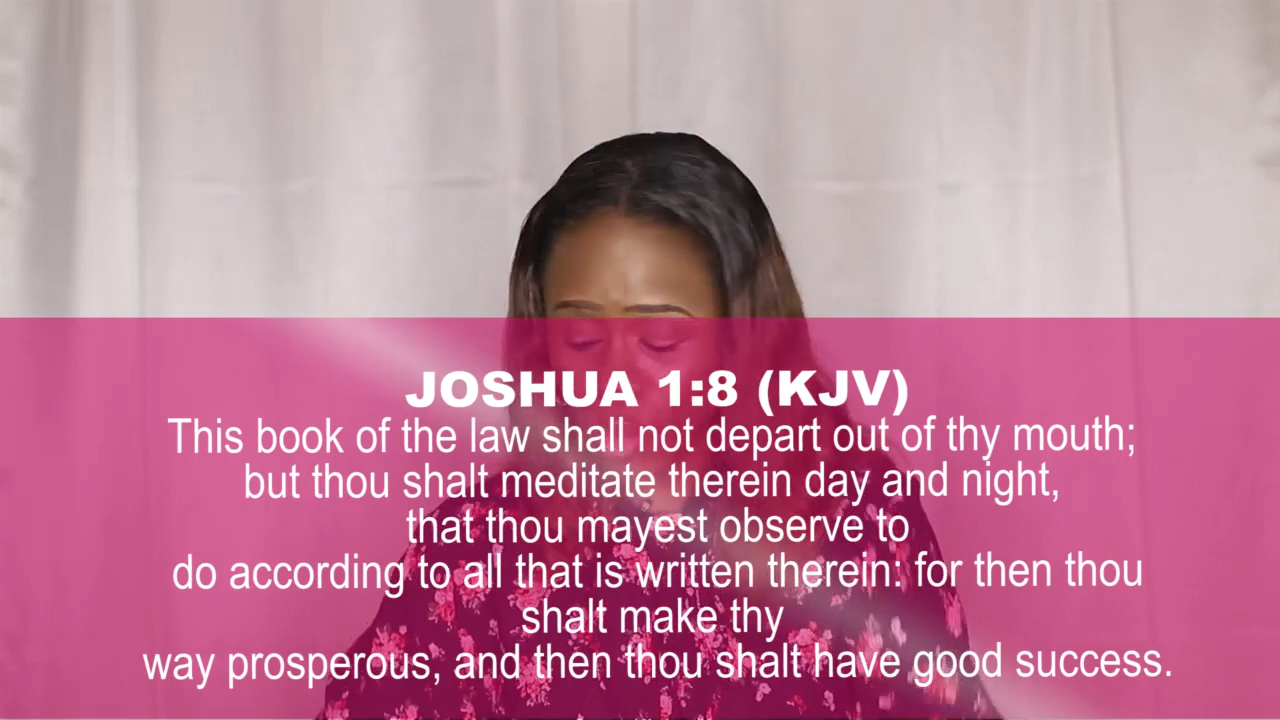 JOSHUA 1:8 (KJV)
This book of the law shall not depart out of thy mouth;
but thou shalt meditate therein day and night,
that thou mayest observe to
do according to all that is written therein: for then thou
shalt make thy
way prosperous, and then thou shalt have good success.